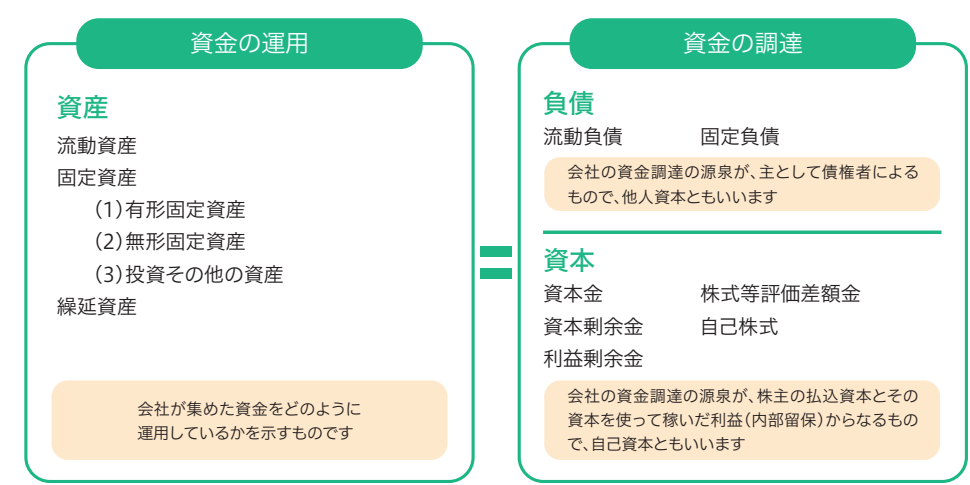 資金の運用
資産
流動資産
固定資産
(1)有形固定資産
(2)無形固定資産
(3)投資その他の資産
繰延資産
会社が集めた資金をどのように
運用しているかを示すものです
=
資金の調達
負債
流動負債 固定負債
会社の資金調達の源泉が、主として債権者による
もので、他人資本ともいいます
資本
資本金 株式等評価差額金
資本剰余金 自己株式
利益剰余金
会社の資金調達の源泉が、株主の払込資本とその
資本を使って稼いだ利益(内部留保)からなるもの
で、自己資本ともいいます